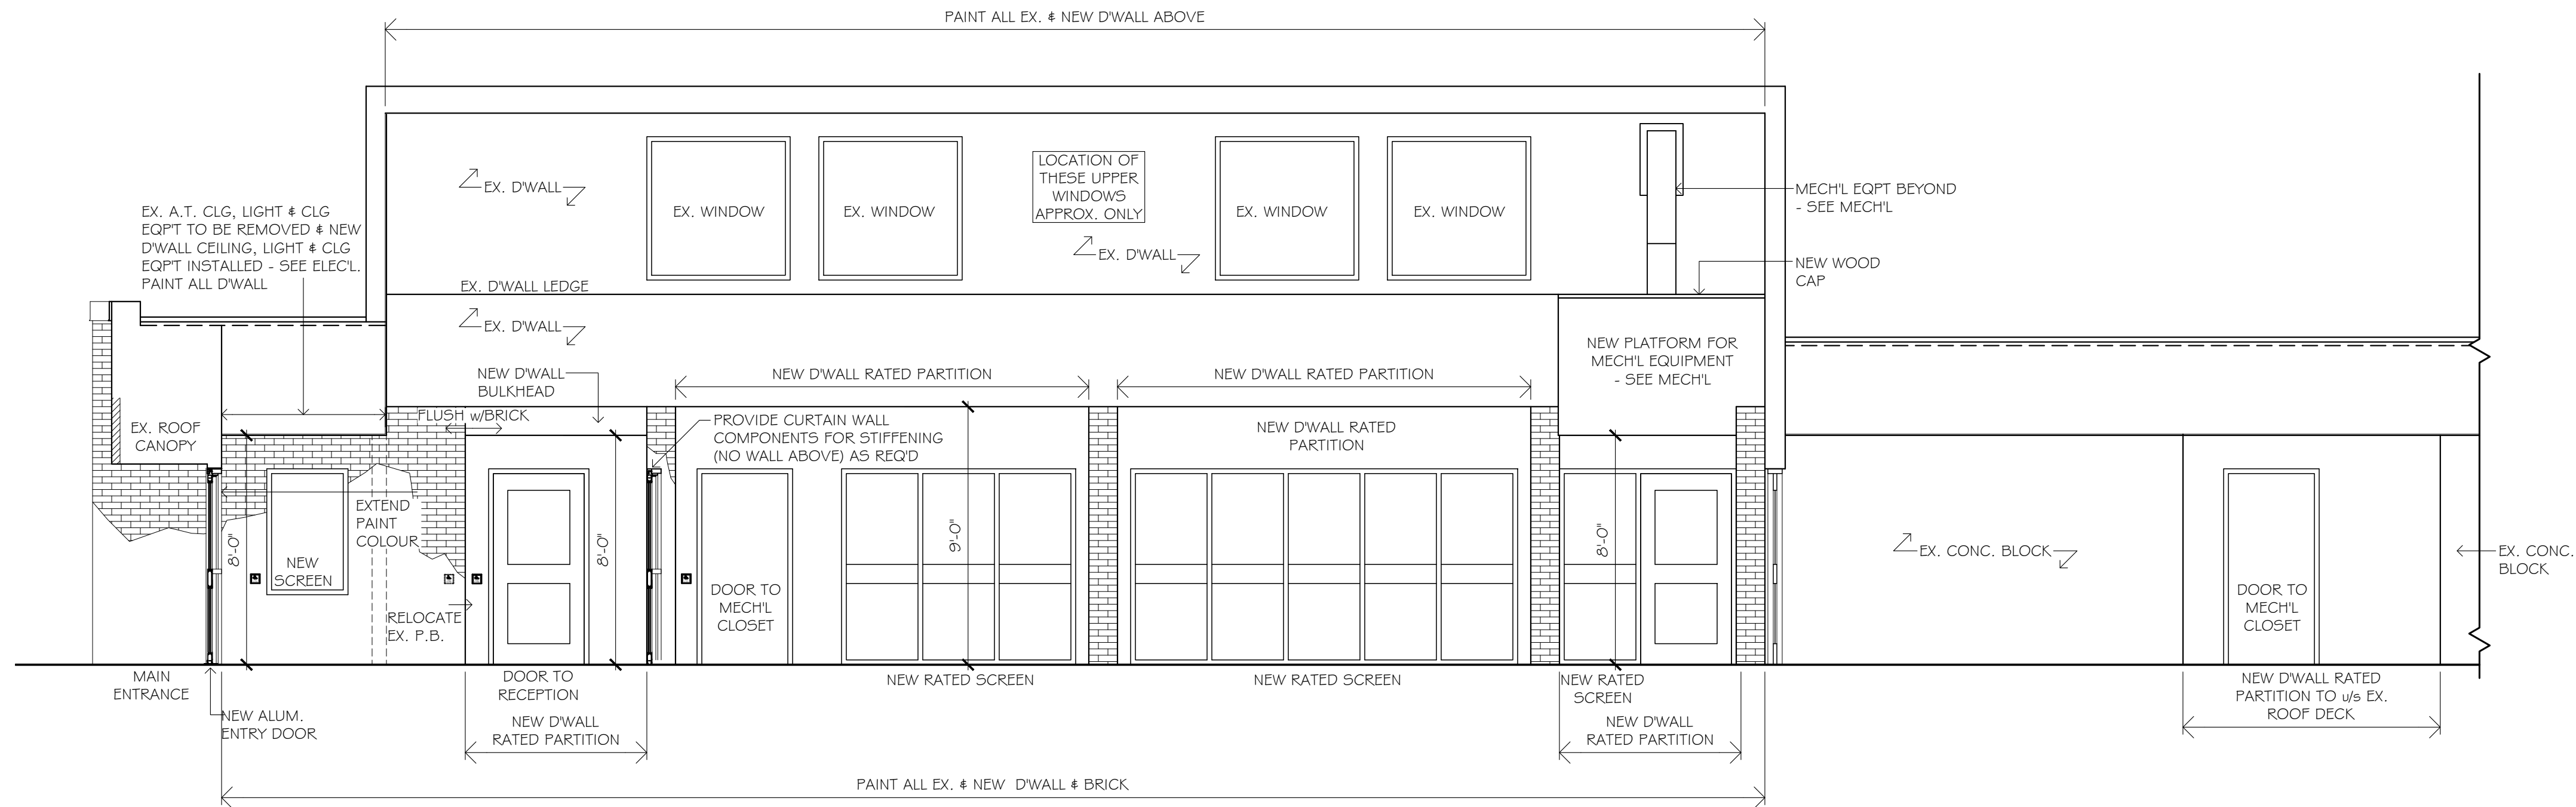 PAINT ALL EX. & NEW D'WALL ABOVE
EX. A.T. CLG, LIGHT & CLG
EQP'T TO BE REMOVED & NEW
D'WALL CEILING, LIGHT & CLG
EQP'T INSTALLED - SEE ELEC'L.
PAINT ALL D'WALL
EX. D'WALL
EX. WINDOW
EX. WINDOW
LOCATION OF
THESE UPPER
WINDOWS
APPROX. ONLY
EX. D'WALL
EX. WINDOW
EX. WINDOW
MECH'L EQPT BEYOND
- SEE MECH'L
NEW WOOD
CAP
EX. D'WALL LEDGE
EX. D'WALL
NEW D'WALL
BULKHEAD
NEW D'WALL RATED PARTITION
NEW D'WALL RATED PARTITION
NEW PLATFORM FOR
MECH'L EQUIPMENT
- SEE MECH'L
EX. ROOF
CANOPY
FLUSH w/BRICK
PROVIDE CURTAIN WALL
COMPONENTS FOR STIFFENING
(NO WALL ABOVE) AS REQ'D
NEW D'WALL RATED
PARTITION
EXTEND
PAINT
COLOUR
8'-0"
NEW
SCREEN
8'-0"
9'-0"
8'-0"
EX. CONC. BLOCK
EX. CONC.
BLOCK
RELOCATE
EX. P.B.
DOOR TO
MECH'L
CLOSET
DOOR TO
MECH'L
CLOSET
MAIN
ENTRANCE
DOOR TO
RECEPTION
NEW RATED SCREEN
NEW RATED SCREEN
NEW RATED
SCREEN
NEW D'WALL RATED
PARTITION TO u/s EX.
ROOF DECK
NEW ALUM.
ENTRY DOOR
NEW D'WALL
RATED PARTITION
NEW D'WALL
RATED PARTITION
PAINT ALL EX. & NEW D'WALL & BRICK